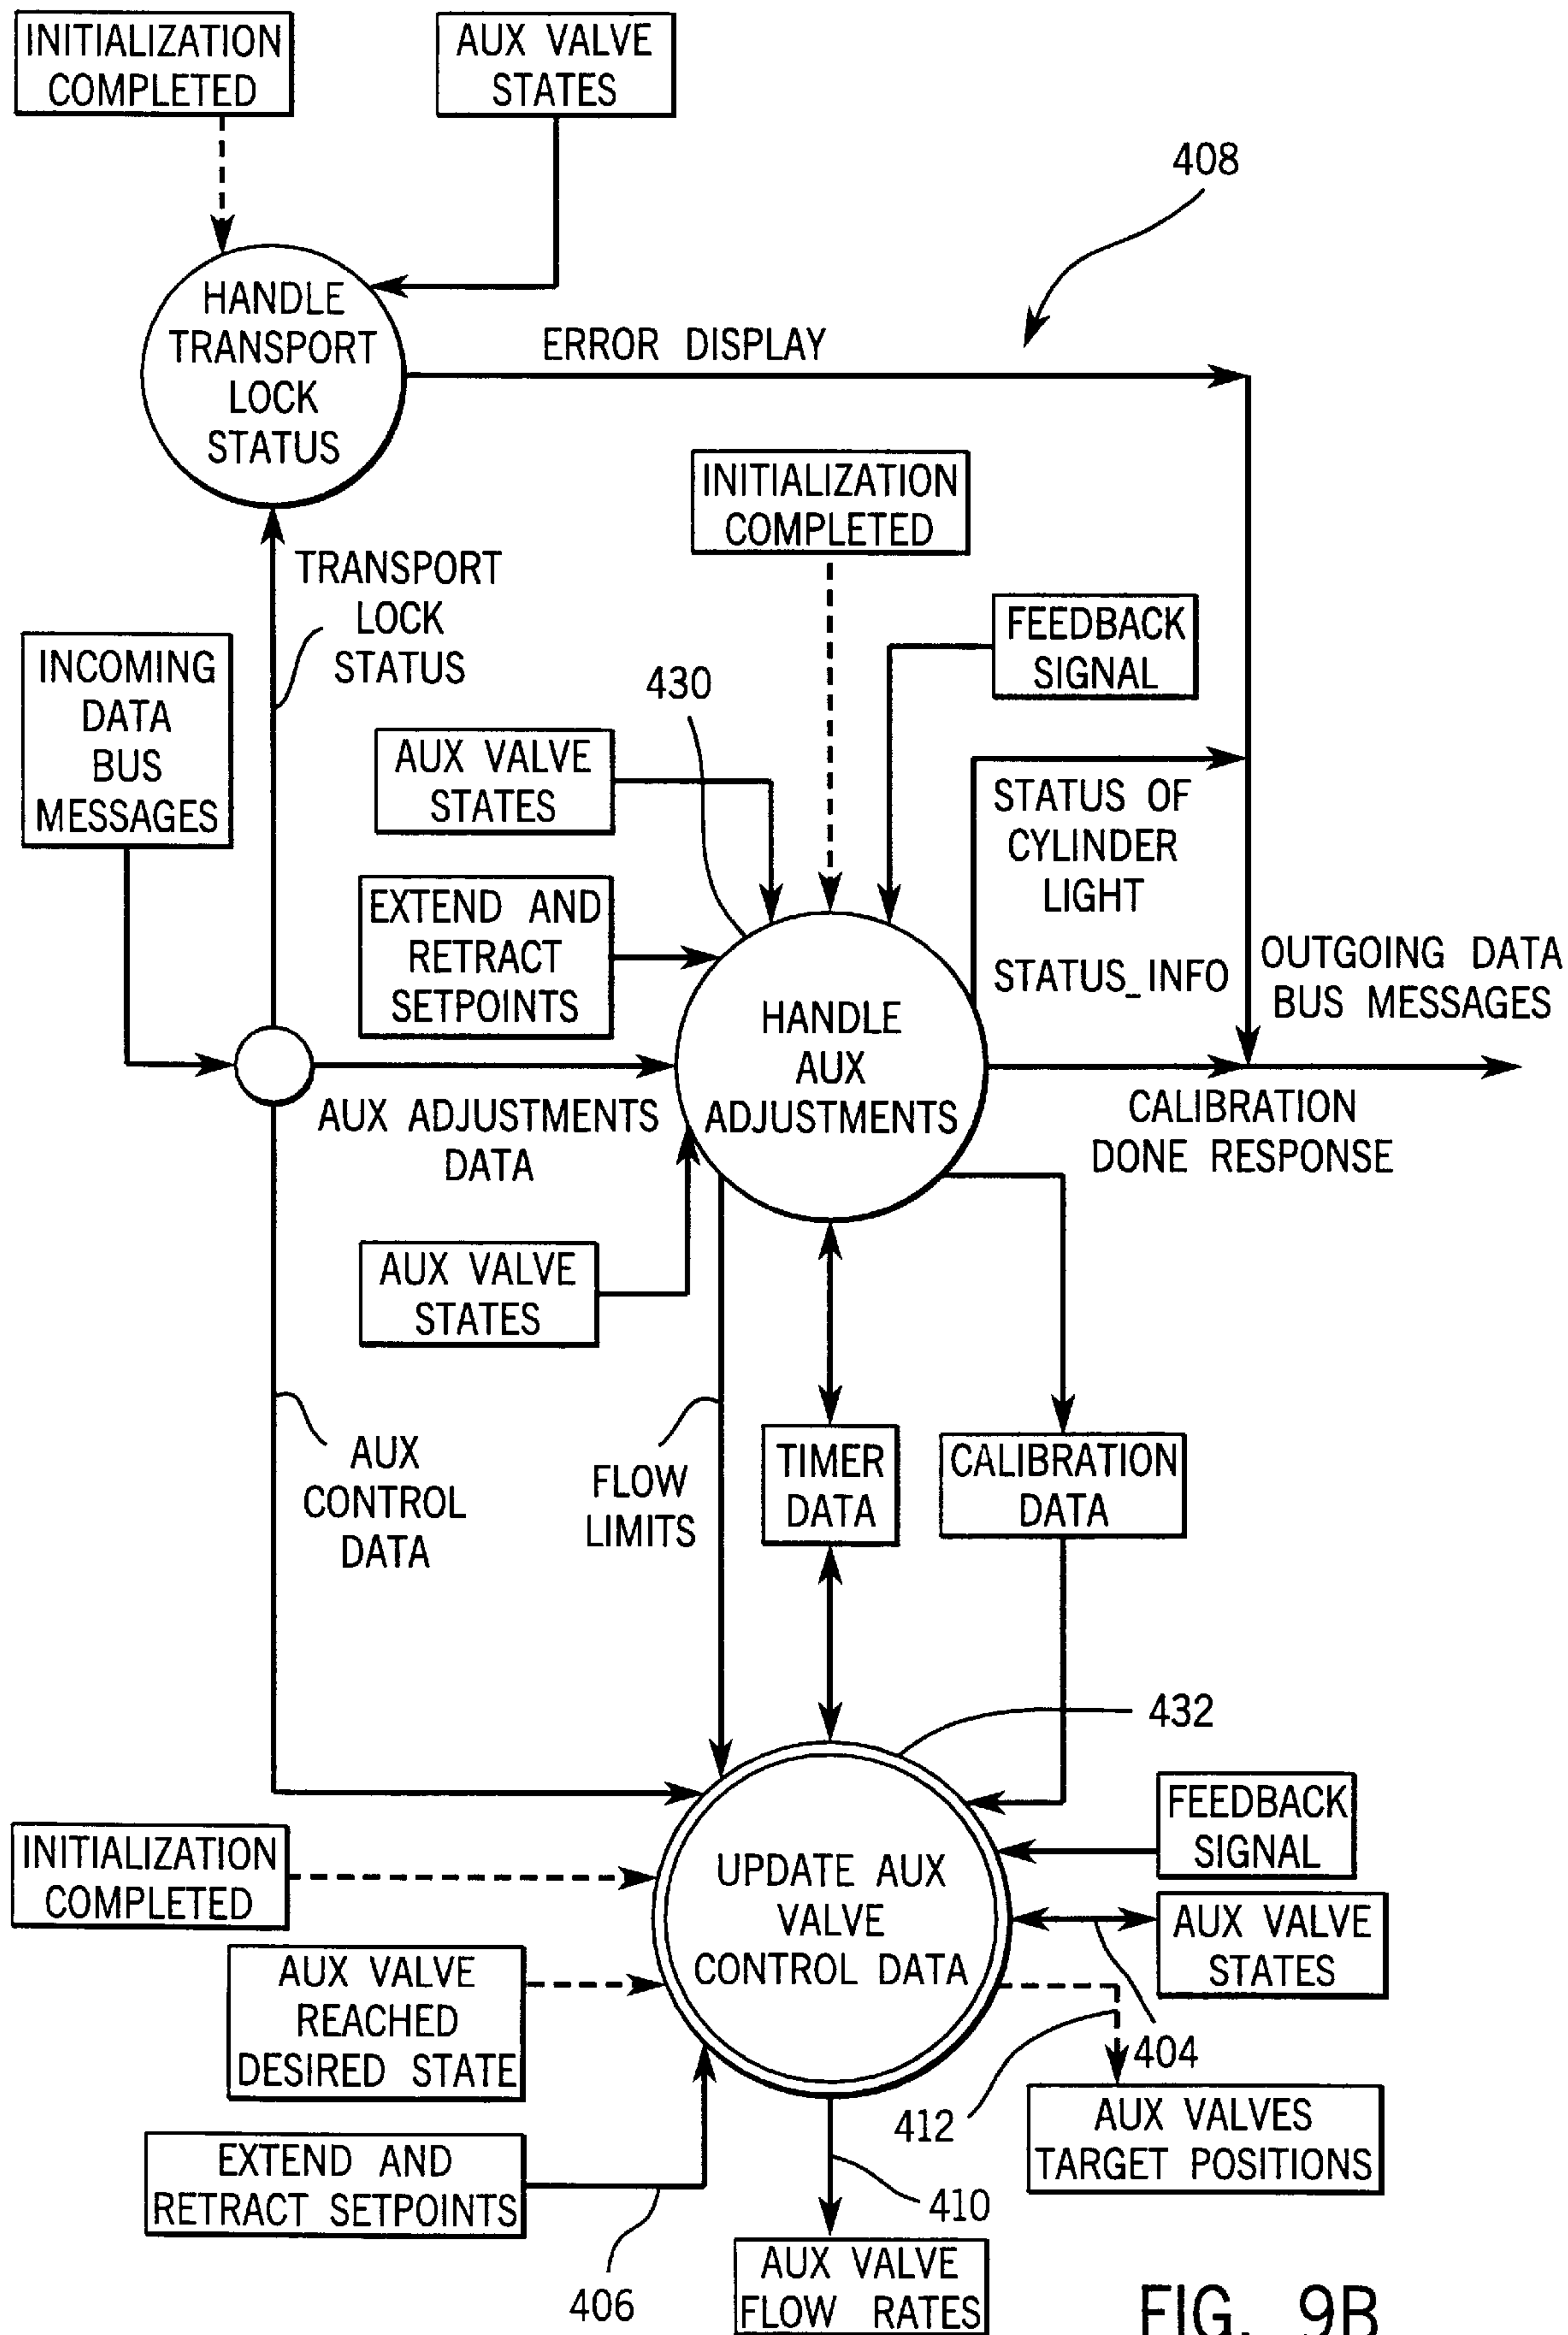 INITIALIZATION
COMPLETED
AUX VALVE
STATES
408
HANDLE
TRANSPORT
LOCK
STATUS
ERROR DISPLAY
INITIALIZATION
COMPLETED
TRANSPORT
LOCK
STATUS
FEEDBACK
SIGNAL
INCOMING
DATA
BUS
MESSAGES
430
AUX VALVE
STATES
STATUS OF
CYLINDER
LIGHT
STATUS_INFO
EXTEND AND
RETRACT
SETPOINTS
OUTGOING DATA
BUS MESSAGES
HANDLE
AUX
ADJUSTMENTS
AUX ADJUSTMENTS
DATA
CALIBRATION
DONE RESPONSE
AUX VALVE
STATES
AUX
CONTROL
DATA
FLOW
LIMITS
TIMER
DATA
CALIBRATION
DATA
432
FEEDBACK
SIGNAL
INITIALIZATION
COMPLETED
UPDATE AUX
VALVE
CONTROL DATA
AUX VALVE
STATES
AUX VALVE
REACHED
DESIRED STATE
404
412
AUX VALVES
TARGET POSITIONS
EXTEND AND
RETRACT SETPOINTS
410
406
AUX VALVE
FLOW RATES
FIG. 9B